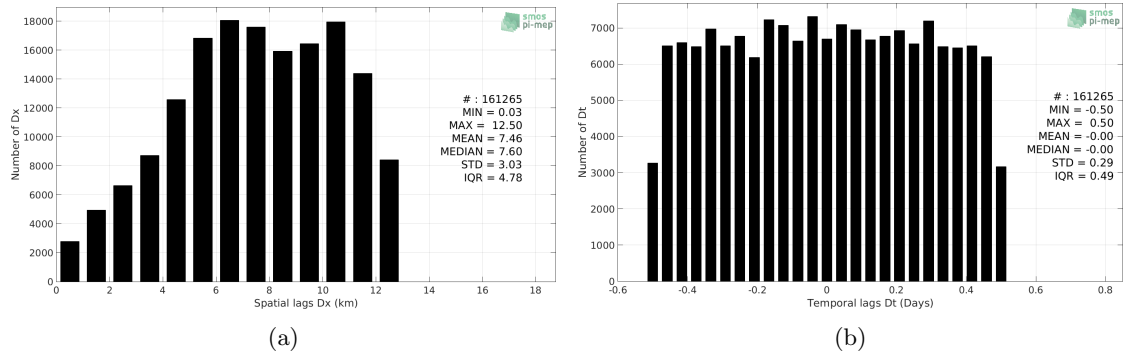 18000
16000
14000
12000
10000
8000
6000
4000
2000
0
Number of Dx
0 2 4 6 8 10 12 14 16 18
Spatial lags Dx (km)
smos
pi-mep
# : 161265
MIN = 0.03
MAX = 12.50
MEAN = 7.46
MEDIAN = 7.60
STD = 3.03
IQR = 4.78
(a)
7000
6000
5000
4000
3000
2000
1000
0
Number of Dt
-0.6 -0.4 -0.2 0 0.2 0.4 0.6 0.8
Temporal lags Dt (Days)
smos
pi-mep
# : 161265
MIN = -0.50
MAX = 0.50
MEAN = -0.00
MEDIAN = -0.00
STD = 0.29
IQR = 0.49
(b)